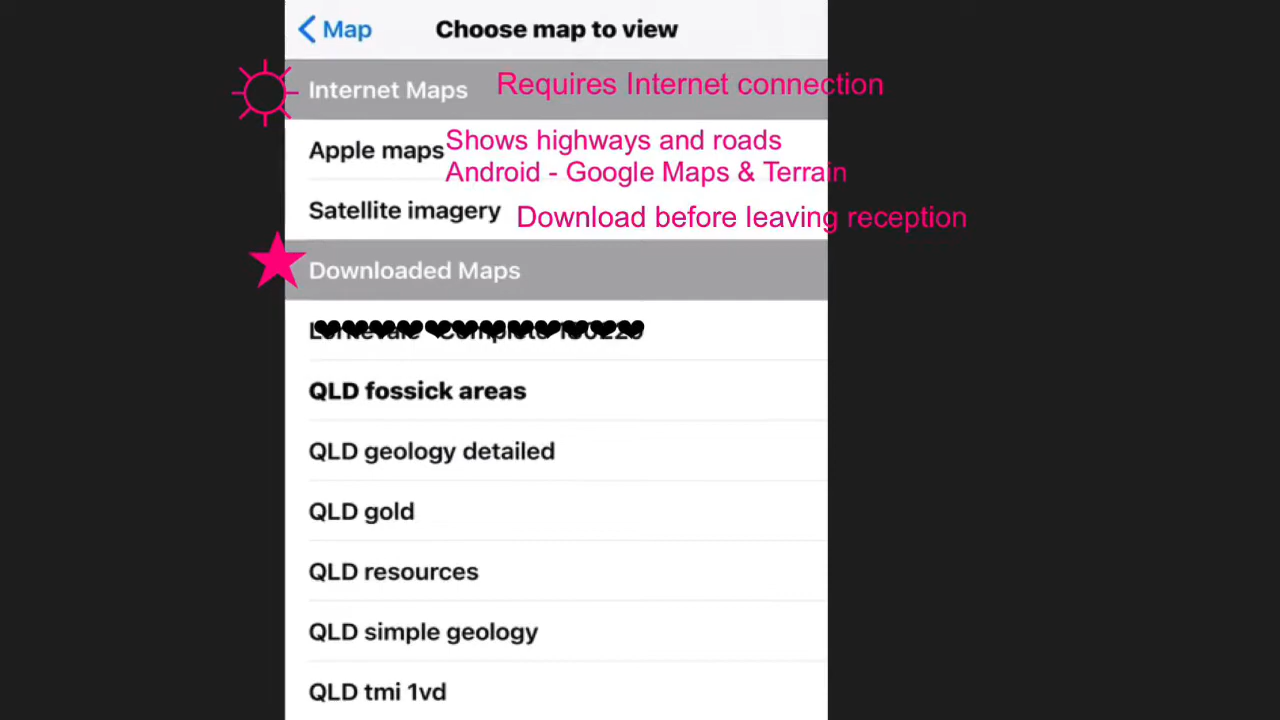 Map
Choose map to view
Internet Maps
Requires Internet connection
Apple maps
Shows highways and roads
Android - Google Maps & Terrain
Satellite imagery
Download before leaving reception
Downloaded Maps
QLD fossick areas
QLD geology detailed
QLD gold
QLD resources
QLD simple geology
QLD tmi 1vd